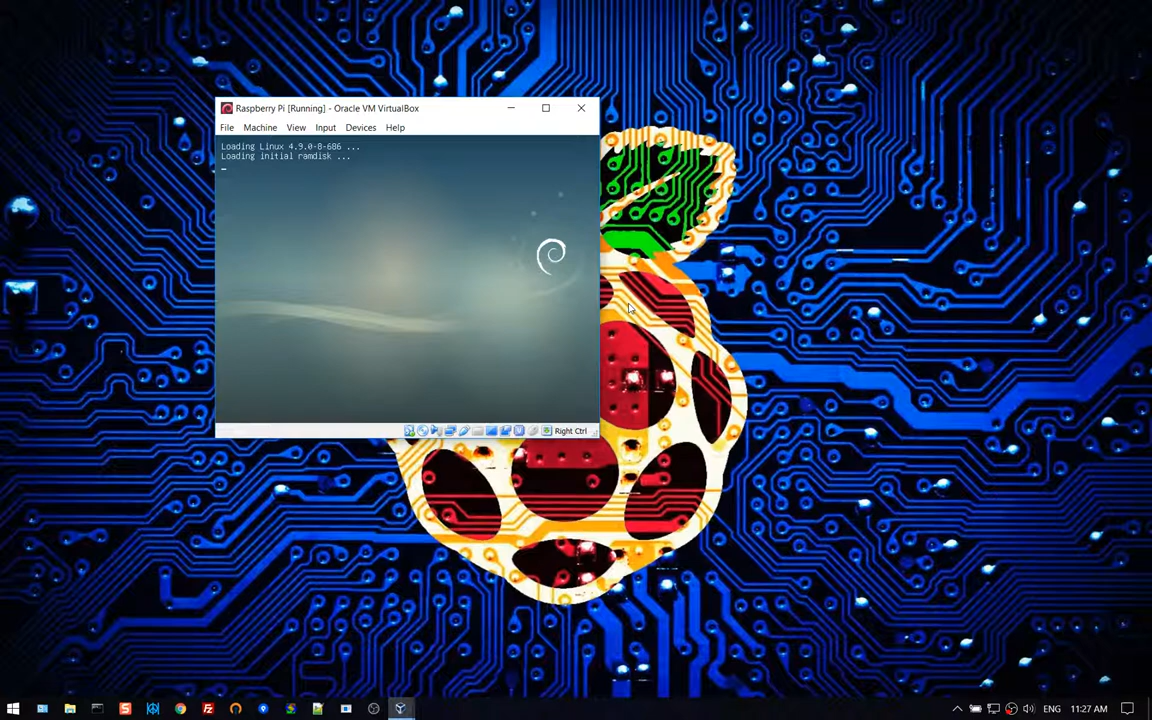 Raspberry Pi [Running] - Oracle VM VirtualBox
File Machine View Input Devices Help
Loading Linux 4.9.0-8-686 ...
Loading initial ramdisk ...
Right Ctrl
ENG 11:27 AM